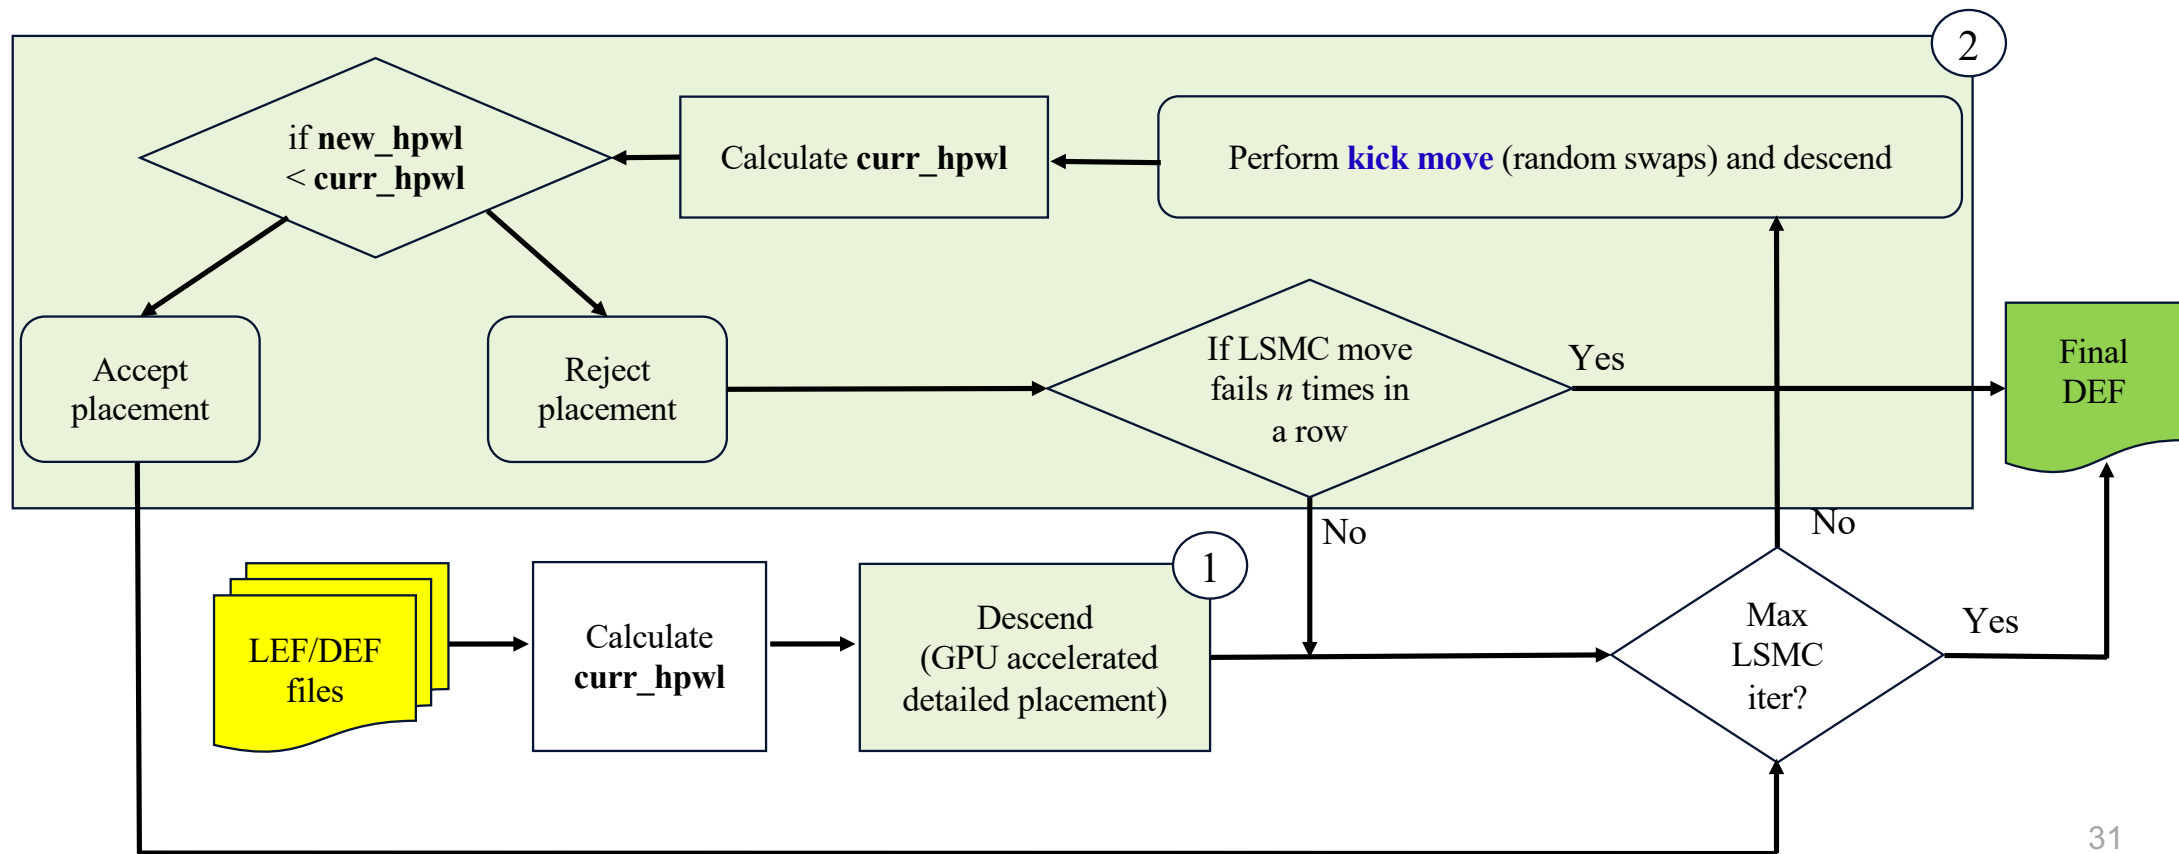 2
if new_hpwl
< curr_hpwl
Calculate curr_hpwl
Perform kick move (random swaps) and descend
Accept
placement
Reject
placement
If LSMC move
fails n times in
a row
Yes
Final
DEF
No
No
1
LEF/DEF
files
Calculate
curr_hpwl
Descend
(GPU accelerated
detailed placement)
Max
LSMC
iter?
Yes
31